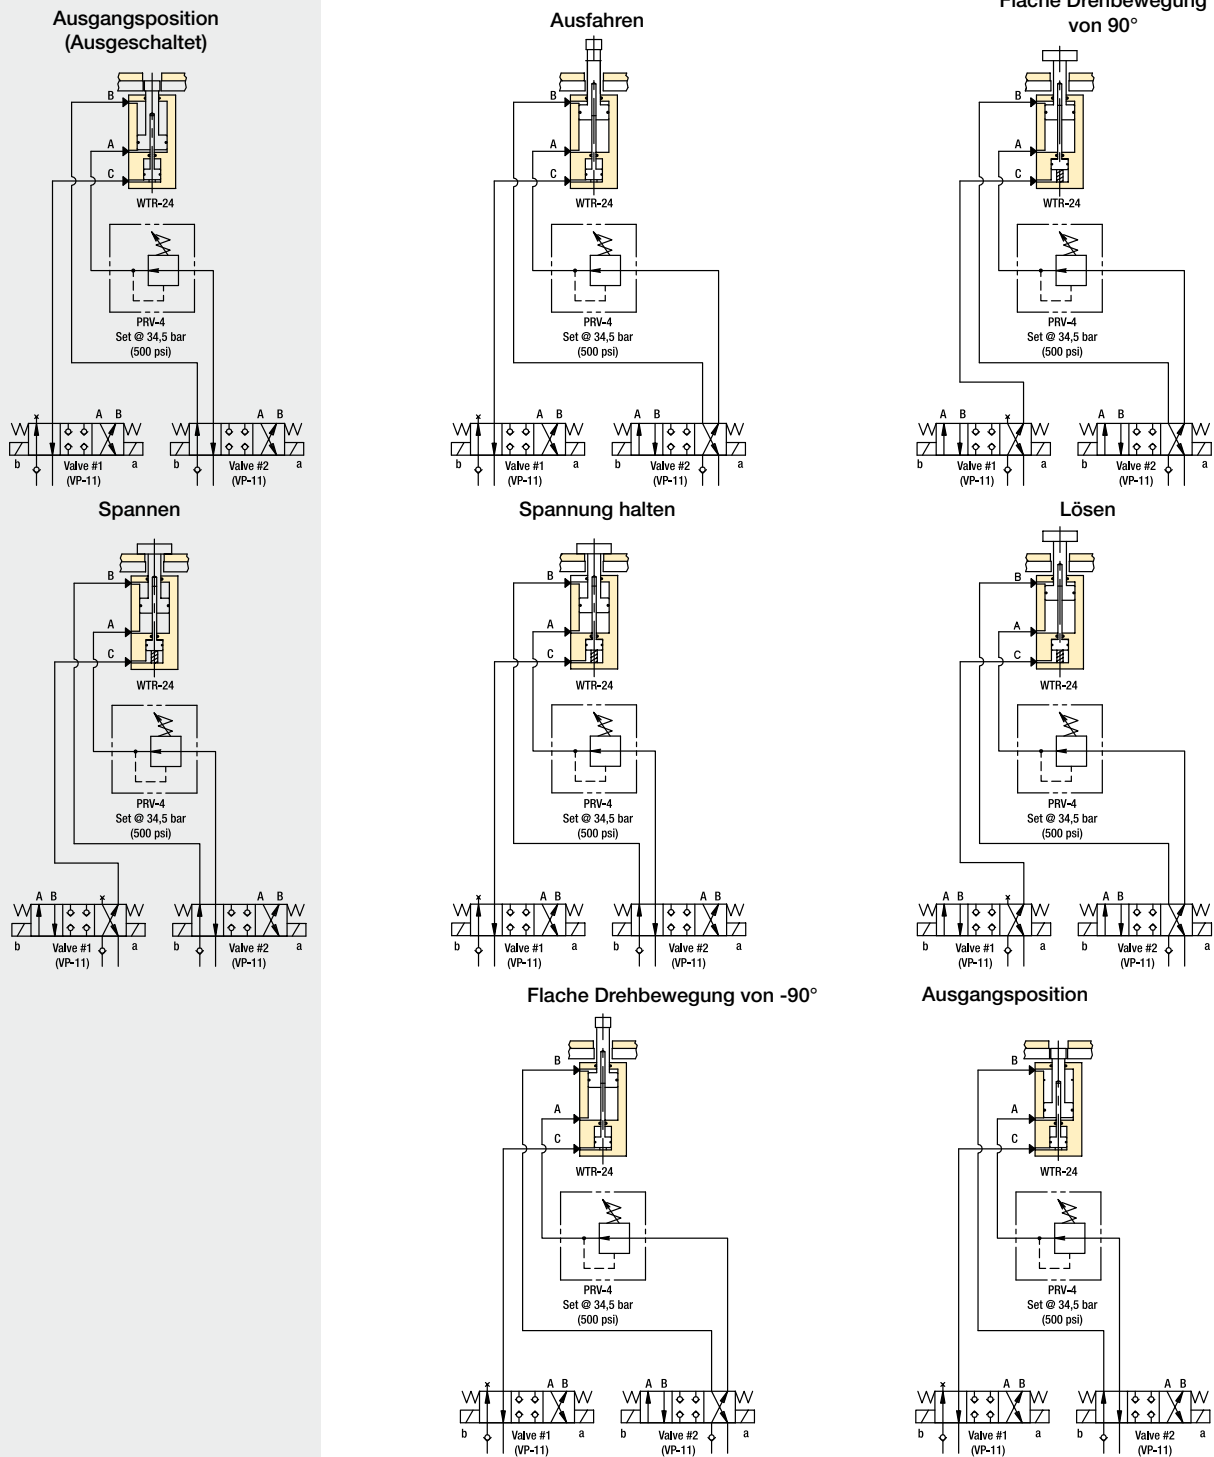 Ausgangsposition
(Ausgeschaltet)
B
A
C
WTR-24
PRV-4
Set @ 34,5 bar
(500 psi)
A B
A B
b
Valve #1
(VP-11)
a
b
Valve #2
(VP-11)
a
Ausfahren
B
A
C
WTR-24
PRV-4
Set @ 34,5 bar
(500 psi)
A B
A B
b
Valve #1
(VP-11)
a
b
Valve #2
(VP-11)
a
Flache Drehbewegung
von 90°
B
A
C
WTR-24
PRV-4
Set @ 34,5 bar
(500 psi)
A B
A B
b
Valve #1
(VP-11)
a
b
Valve #2
(VP-11)
a
Spannen
B
A
C
WTR-24
PRV-4
Set @ 34,5 bar
(500 psi)
A B
A B
b
Valve #1
(VP-11)
a
b
Valve #2
(VP-11)
a
Spannung halten
B
A
C
WTR-24
PRV-4
Set @ 34,5 bar
(500 psi)
A B
A B
b
Valve #1
(VP-11)
a
b
Valve #2
(VP-11)
a
Lösen
B
A
C
WTR-24
PRV-4
Set @ 34,5 bar
(500 psi)
A B
A B
b
Valve #1
(VP-11)
a
b
Valve #2
(VP-11)
a
Flache Drehbewegung von -90°
B
A
C
WTR-24
PRV-4
Set @ 34,5 bar
(500 psi)
A B
A B
b
Valve #1
(VP-11)
a
b
Valve #2
(VP-11)
a
Ausgangsposition
B
A
C
WTR-24
PRV-4
Set @ 34,5 bar
(500 psi)
A B
A B
b
Valve #1
(VP-11)
a
b
Valve #2
(VP-11)
a